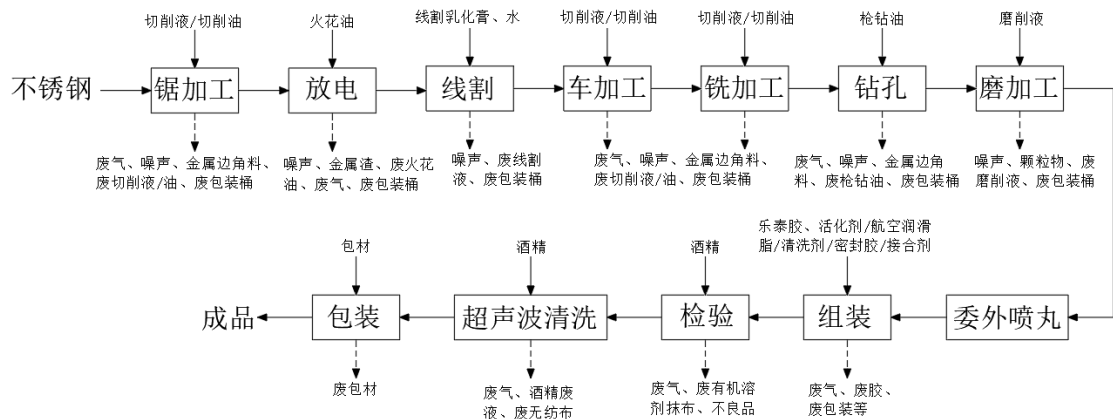 切削液/切削油
火花油
线割乳化膏、水
切削液/切削油
切削液/切削油
枪钻油
磨削液
不锈钢
锯加工
放电
线割
车加工
铣加工
钻孔
磨加工
废气、噪声、金属边角料、
废切削液/油、废包装桶
噪声、金属渣、废火花
油、废气、废包装桶
噪声、废线割
液、废包装桶
废气、噪声、金属边角料、
废切削液/油、废包装桶
废气、噪声、金属边角
料、废枪钻油、废包装桶
噪声、颗粒物、废
磨削液、废包装桶
包材
酒精
酒精
乐泰胶、活化剂/航空润滑
脂/清洗剂/密封胶/接合剂
成品
包装
超声波清洗
检验
组装
委外喷丸
废包材
废气、酒精废
液、废无纺布
废气、废有机溶
剂抹布、不良品
废气、废胶、
废包装等